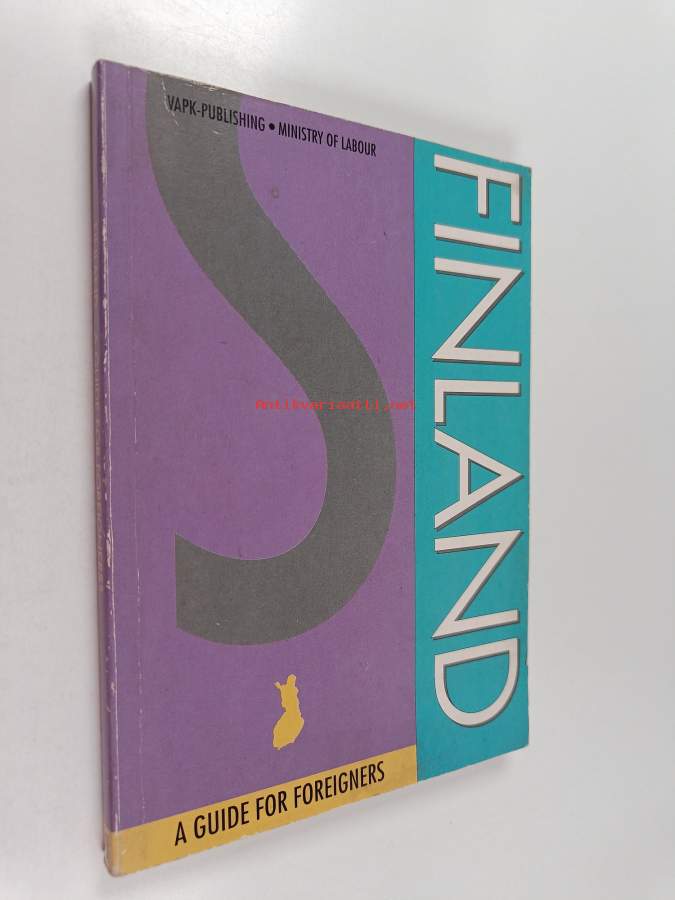 VAPK-PUBLISHING • MINISTRY OF LABOUR
FINLAND
Antikvariaatti.net
A GUIDE FOR FOREIGNERS